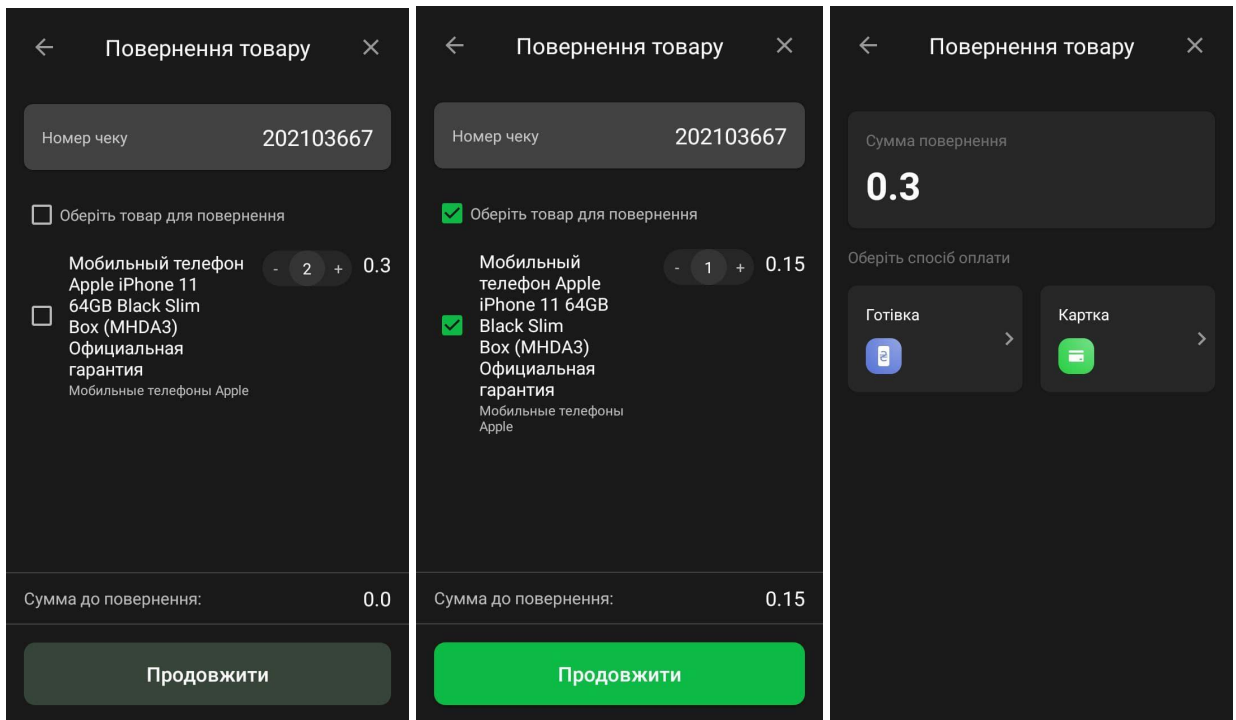 Повернення товару
Номер чеку 202103667
Оберіть товар для повернення
Мобильный телефон - 2 + 0.3
Apple iPhone 11
64GB Black Slim
Box (MHDA3)
Официальная
гарантия
Мобильные телефоны Apple
Сумма до повернення: 0.0
Продовжити
Повернення товару
Номер чеку 202103667
Оберіть товар для повернення
Мобильный - 1 + 0.15
телефон Apple
iPhone 11 64GB
Black Slim
Box (MHDA3)
Официальная
гарантия
Мобильные телефоны
Apple
Сумма до повернення: 0.15
Продовжити
Повернення товару
Сумма повернення
0.3
Оберіть спосіб оплати
Готівка Картка